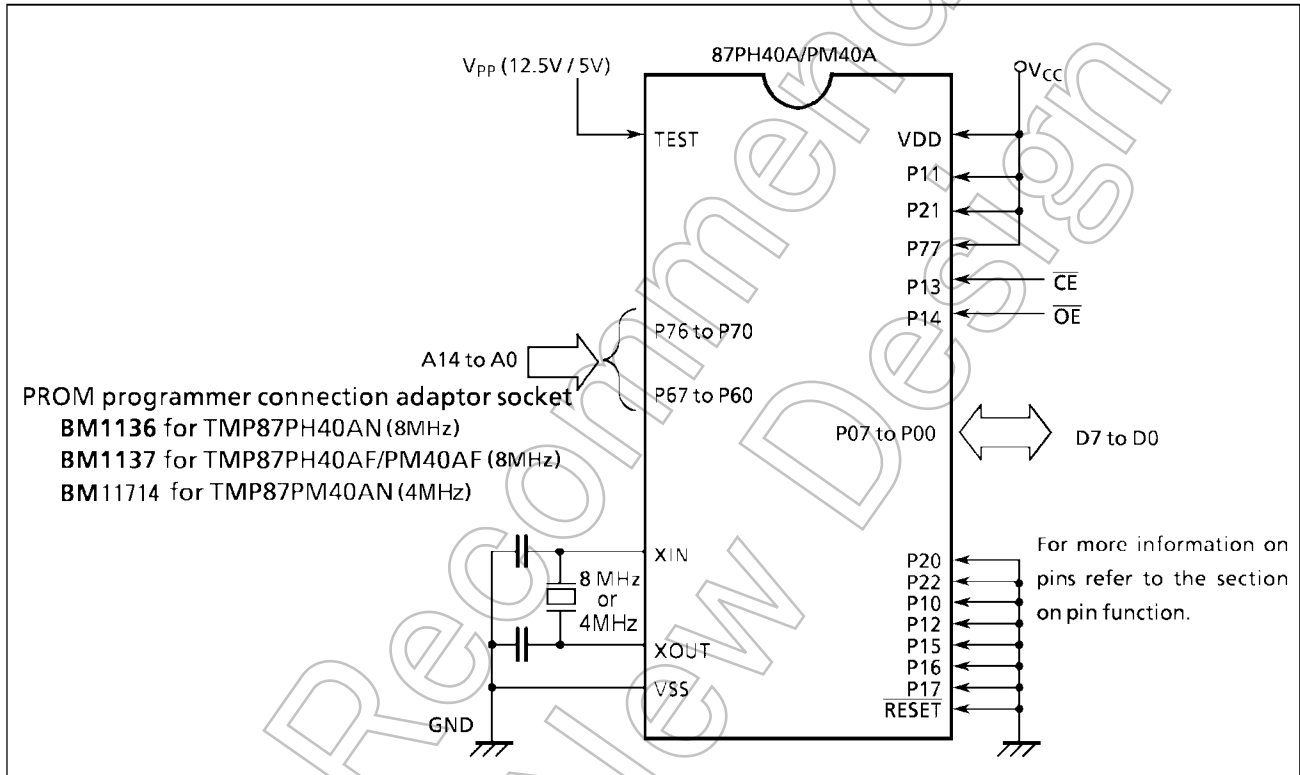 87PH40A/PM40A
VPP (12.5V / 5V)
VCC
TEST
VDD
P11
P21
P77
P13
CE
P14
OE
P76 to P70
A14 to A0
P67 to P60
PROM programmer connection adaptor socket
BM1136 for TMP87PH40AN (8MHz)
BM1137 for TMP87PH40AF/PM40AF (8MHz)
BM11714 for TMP87PM40AN (4MHz)
P07 to P00
D7 to D0
XIN
8 MHz
or
4MHz
XOUT
VSS
GND
P20
P22
P10
P12
P15
P16
P17
RESET
For more information on
pins refer to the section
on pin function.
Recommend
New Design